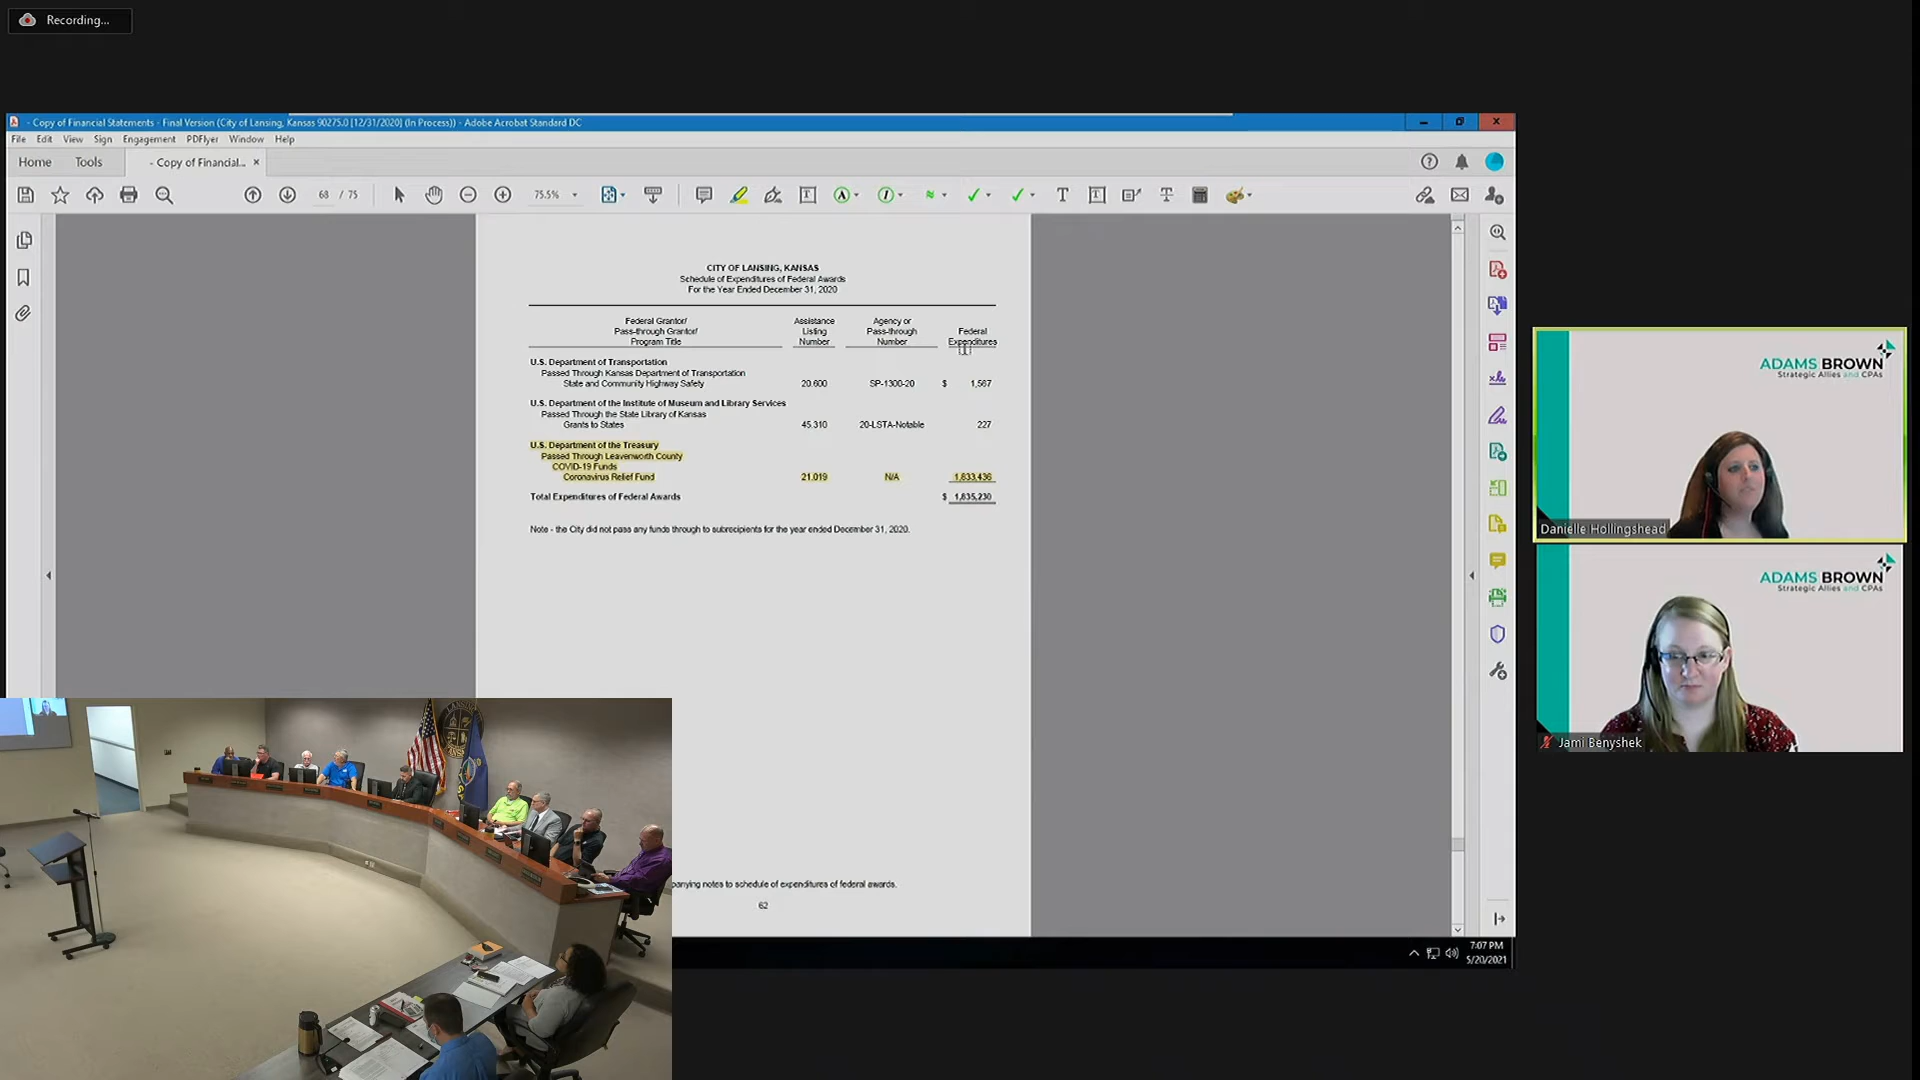 Recording...
- Copy of Financial Statements - Final Version (City of Lansing, Kansas 90275.0 [12/31/2020] (In Process)) - Adobe Acrobat Standard DC
File Edit View Sign Engagement PDFlyer Window Help
Home Tools - Copy of Financial... ×
68 / 75 75.5%
CITY OF LANSING, KANSAS
Schedule of Expenditures of Federal Awards
For the Year Ended December 31, 2020
Federal Grantor/ Assistance Agency or
Pass-through Grantor/ Listing Pass-through Federal
Program Title Number Number Expenditures
U.S. Department of Transportation
Passed Through Kansas Department of Transportation
State and Community Highway Safety 20.600 SP-1300-20 $ 1,567
U.S. Department of the Institute of Museum and Library Services
Passed Through the State Library of Kansas
Grants to States 45.310 20-LSTA-Notable 227
U.S. Department of the Treasury
Passed Through Leavenworth County
COVID-19 Funds
Coronavirus Relief Fund 21.019 N/A 1,833,436
Total Expenditures of Federal Awards $ 1,835,230
Note - the City did not pass any funds through to subrecipients for the year ended December 31, 2020.
panying notes to schedule of expenditures of federal awards.
62
7:07 PM
5/20/2021
ADAMS BROWN
Strategic Allies and CPAs
Danielle Hollingshead
ADAMS BROWN
Strategic Allies and CPAs
Jami Benyshek